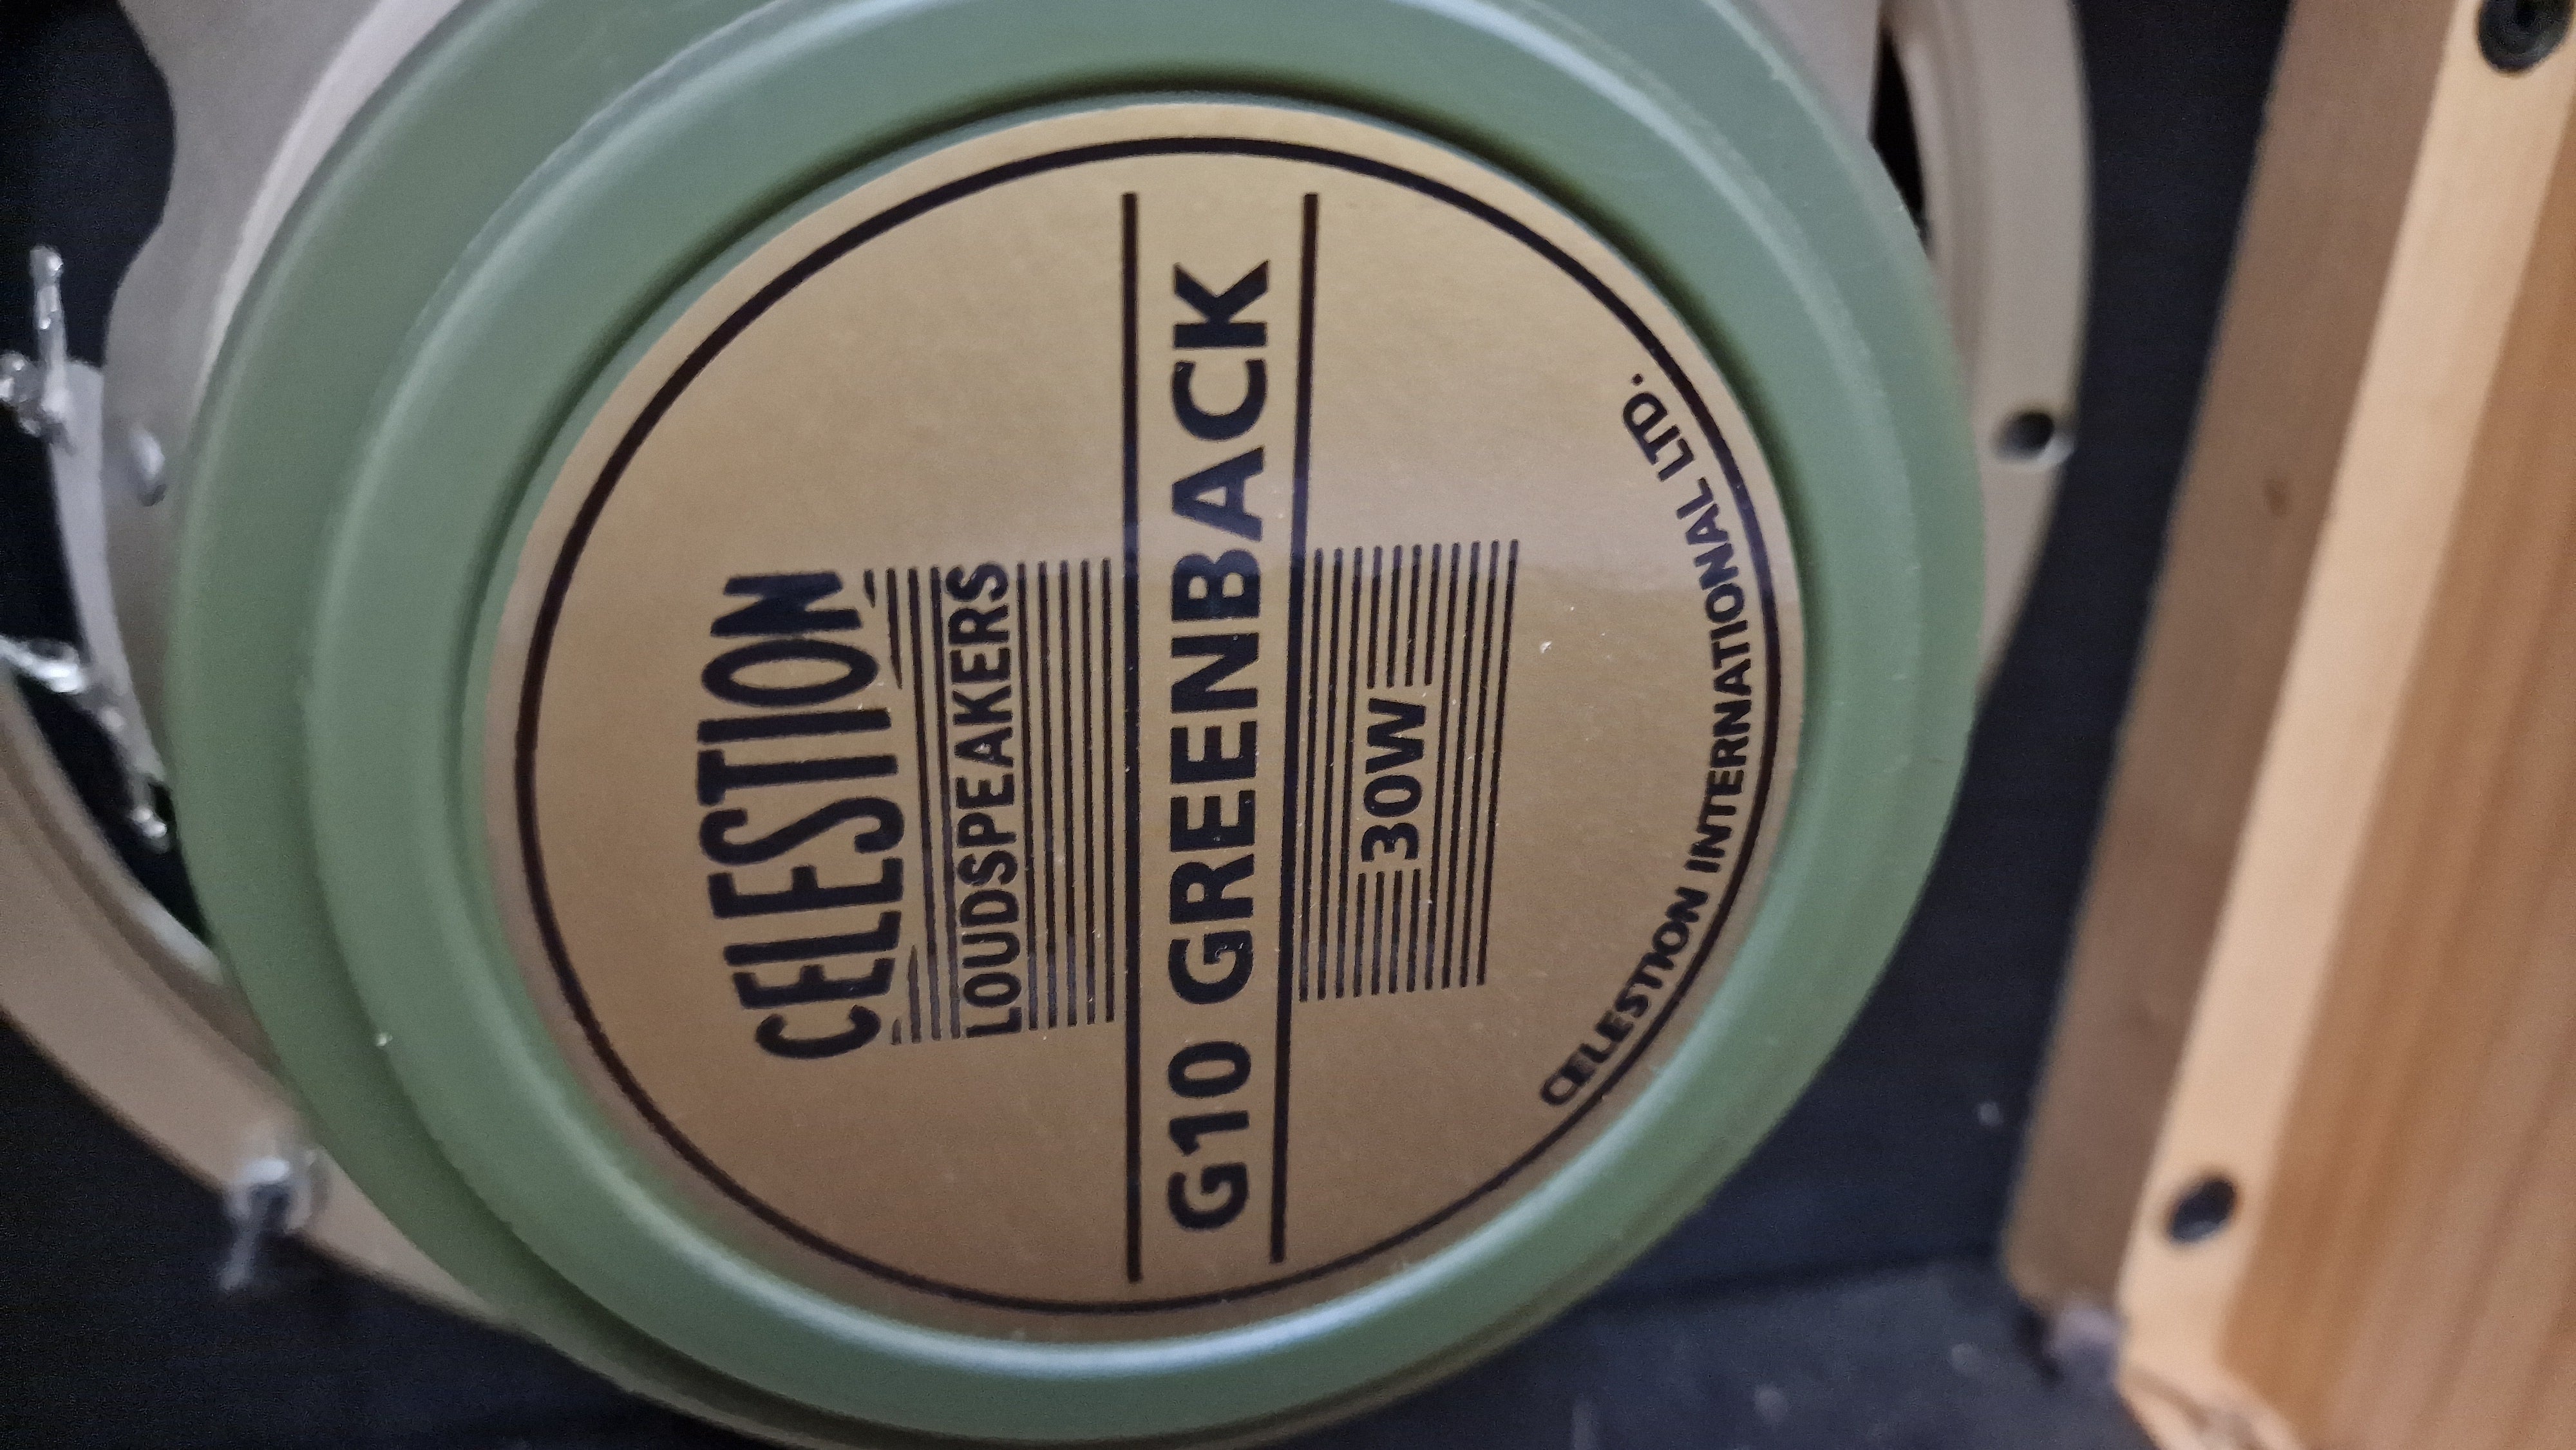 CELESTION
LOUDSPEAKERS
G10 GREENBACK
30W
CELESTION INTERNATIONAL LTD.